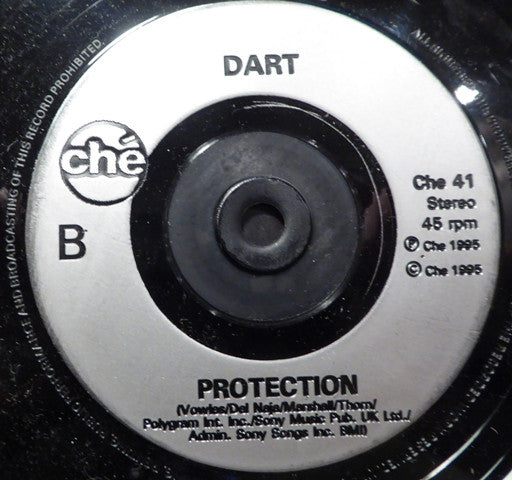 DART
ché
B
Che 41
Stereo
45 rpm
Ⓟ Che 1995
© Che 1995
PROTECTION
(Vowles/Del Naja/Marshall/Thorn/
Polygram Int. Inc./Sony Music Pub. UK Ltd./
Admin. Sony Songs Inc. BMI)
AND BROADCASTING OF THIS RECORD PROHIBITED.